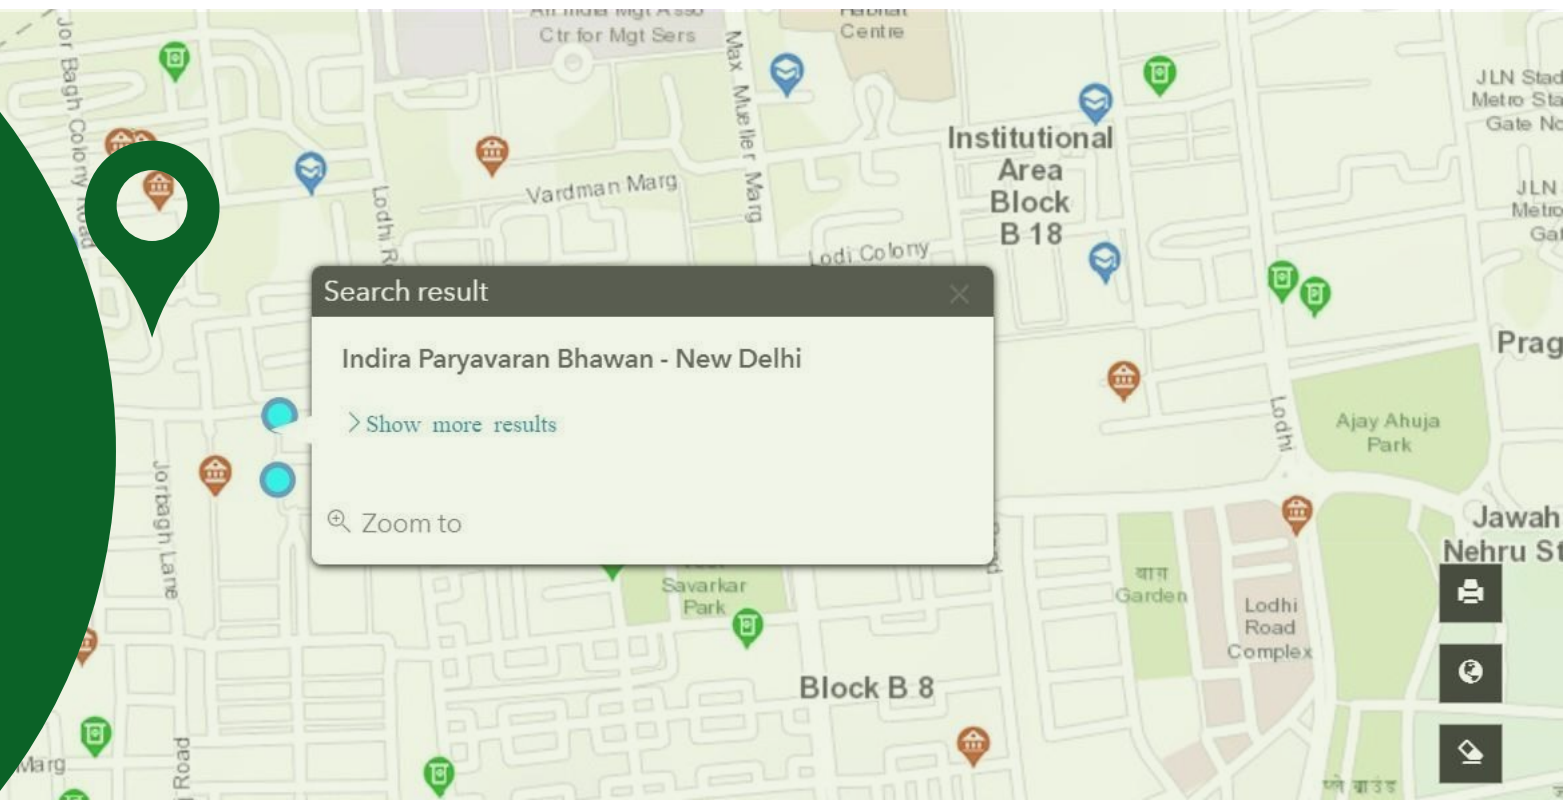 Ctr for Mgt Sers
Centre
Jor Bagh Colony Road
Max Mueller Marg
JLN Stad
Metro Sta
Gate No
Institutional
Area
Block
B 18
Vardman Marg
Lodhi R
JLN
Metro
Gat
Lodi Colony
Search result
Indira Paryavaran Bhawan - New Delhi
Show more results
Zoom to
Prag
Lodhi
Ajay Ahuja
Park
Jorbagh Lane
Jawah
Nehru St
Savarkar
Park
बाग
Garden
Lodhi
Road
Complex
Block B 8
Marg
Road